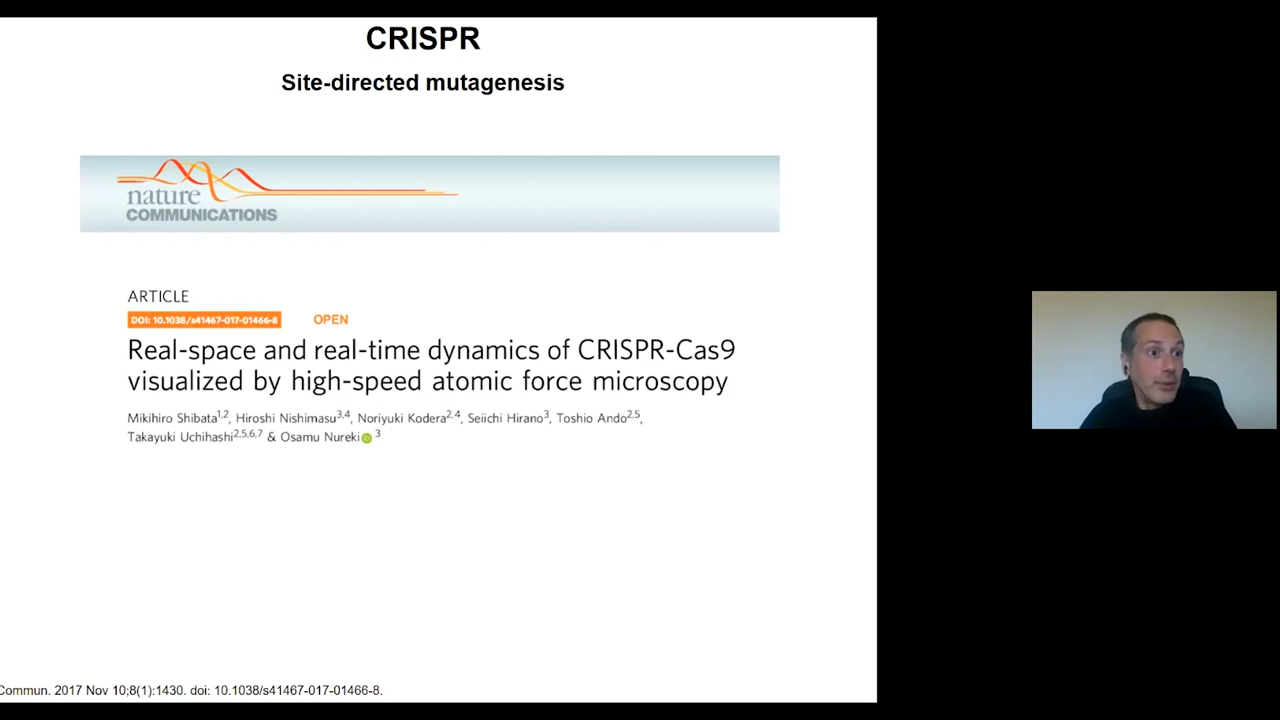 CRISPR
Site-directed mutagenesis
nature
COMMUNICATIONS
ARTICLE
DOI: 10.1038/s41467-017-01466-8 OPEN
Real-space and real-time dynamics of CRISPR-Cas9
visualized by high-speed atomic force microscopy
Mikihiro Shibata1,2, Hiroshi Nishimasu3,4, Noriyuki Kodera2,4, Seiichi Hirano3, Toshio Ando2,5,
Takayuki Uchihashi2,5,6,7 & Osamu Nureki iD 3
Commun. 2017 Nov 10;8(1):1430. doi: 10.1038/s41467-017-01466-8.